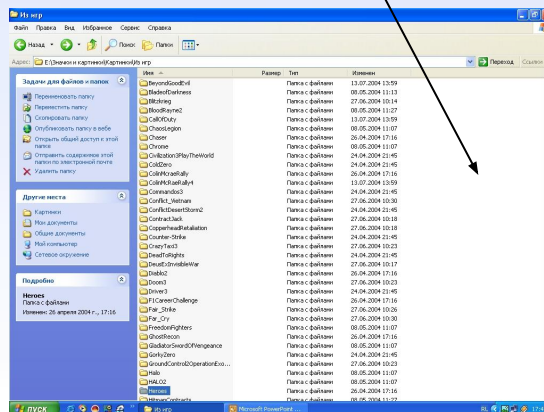 Из игр
Файл Правка Вид Избранное Сервис Справка
Назад Поиск Папки
Адрес: E:\Значки и картинки\Картинки\Из игр Переход Ссылки
Имя Размер Тип Изменен
Задачи для файлов и папок
Переименовать папку
Переместить папку
Скопировать папку
Опубликовать папку в вебе
Открыть общий доступ к этой папке
Отправить содержимое этой папки по электронной почте
Удалить папку
Другие места
Картинки
Мои документы
Общие документы
Мой компьютер
Сетевое окружение
Подробно
Heroes
Папка с файлами
Изменен: 26 апреля 2004 г., 17:16
BeyondGoodEvil Папка с файлами 13.07.2004 13:59
BladeofDarkness Папка с файлами 08.05.2004 11:13
Blitzkrieg Папка с файлами 27.06.2004 10:14
BloodRayne2 Папка с файлами 08.05.2004 11:27
CallOfDuty Папка с файлами 13.07.2004 13:59
ChaosLegion Папка с файлами 08.05.2004 11:07
Chaser Папка с файлами 26.04.2004 17:16
Chrome Папка с файлами 08.05.2004 11:07
Civilization3PlayTheWorld Папка с файлами 24.04.2004 21:45
ColdZero Папка с файлами 24.04.2004 21:45
ColinMcraeRally Папка с файлами 26.04.2004 17:16
ColinMcRaeRally4 Папка с файлами 13.07.2004 13:59
Commandos3 Папка с файлами 24.04.2004 21:45
Conflict_Vietnam Папка с файлами 27.06.2004 10:30
ConflictDesertStorm2 Папка с файлами 24.04.2004 21:45
ContractJack Папка с файлами 27.06.2004 10:18
CopperheadRetaliation Папка с файлами 27.06.2004 10:18
Counter-Strike Папка с файлами 24.04.2004 21:45
CrazyTaxi3 Папка с файлами 27.06.2004 10:23
DeadToRights Папка с файлами 24.04.2004 21:45
DeusExInvisibleWar Папка с файлами 27.06.2004 10:17
Diablo2 Папка с файлами 26.04.2004 17:16
Doom3 Папка с файлами 27.06.2004 10:23
Driver3 Папка с файлами 24.04.2004 21:45
F1CareerChallenge Папка с файлами 26.04.2004 17:16
Fair_Strike Папка с файлами 27.06.2004 10:26
Far_Cry Папка с файлами 27.06.2004 10:30
FreedomFighters Папка с файлами 08.05.2004 11:07
GhostRecon Папка с файлами 26.04.2004 17:16
GladiatorSwordOfVengeance Папка с файлами 08.05.2004 11:07
GorkyZero Папка с файлами 24.04.2004 21:45
GroundControl2OperationExo... Папка с файлами 27.06.2004 10:23
Halo Папка с файлами 08.05.2004 11:07
HALO2 Папка с файлами 08.05.2004 11:07
Heroes Папка с файлами 26.04.2004 17:16
HitmanContracts Папка с файлами 08.05.2004
пуск Из игр Microsoft PowerPoint ... RL